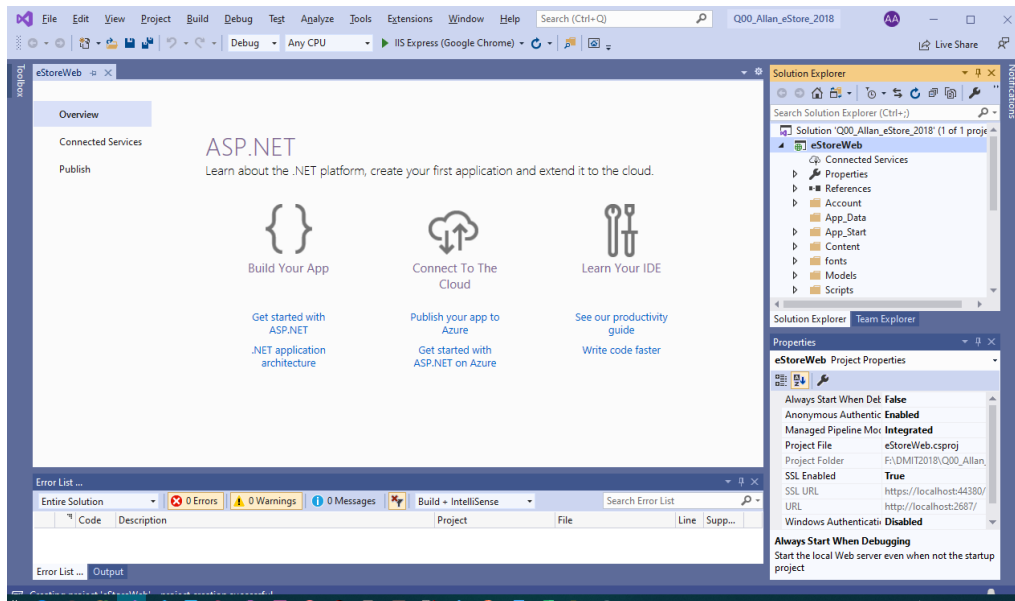 File Edit View Project Build Debug Test Analyze Tools Extensions Window Help Search (Ctrl+Q) Q00_Allan_eStore_2018 AA
Debug Any CPU IIS Express (Google Chrome) Live Share
Toolbox
eStoreWeb
Overview
Connected Services
Publish
ASP.NET
Learn about the .NET platform, create your first application and extend it to the cloud.
Build Your App
Connect To The
Cloud
Learn Your IDE
Get started with
ASP.NET
Publish your app to
Azure
See our productivity
guide
.NET application
architecture
Get started with
ASP.NET on Azure
Write code faster
Solution Explorer
Search Solution Explorer (Ctrl+;)
Solution 'Q00_Allan_eStore_2018' (1 of 1 proje
eStoreWeb
Connected Services
Properties
References
Account
App_Data
App_Start
Content
fonts
Models
Scripts
Solution Explorer Team Explorer
Notifications
Properties
eStoreWeb Project Properties
Always Start When Deb False
Anonymous Authentic Enabled
Managed Pipeline Moc Integrated
Project File eStoreWeb.csproj
Project Folder F:\DMIT2018\Q00_Allan_
SSL Enabled True
SSL URL https://localhost:44380/
URL http://localhost:2687/
Windows Authenticati Disabled
Always Start When Debugging
Start the local Web server even when not the startup
project
Error List ...
Entire Solution 0 Errors 0 Warnings 0 Messages Build + IntelliSense Search Error List
Code Description Project File Line Supp...
Error List ... Output
Creating project 'eStoreWeb'... project creation successful.